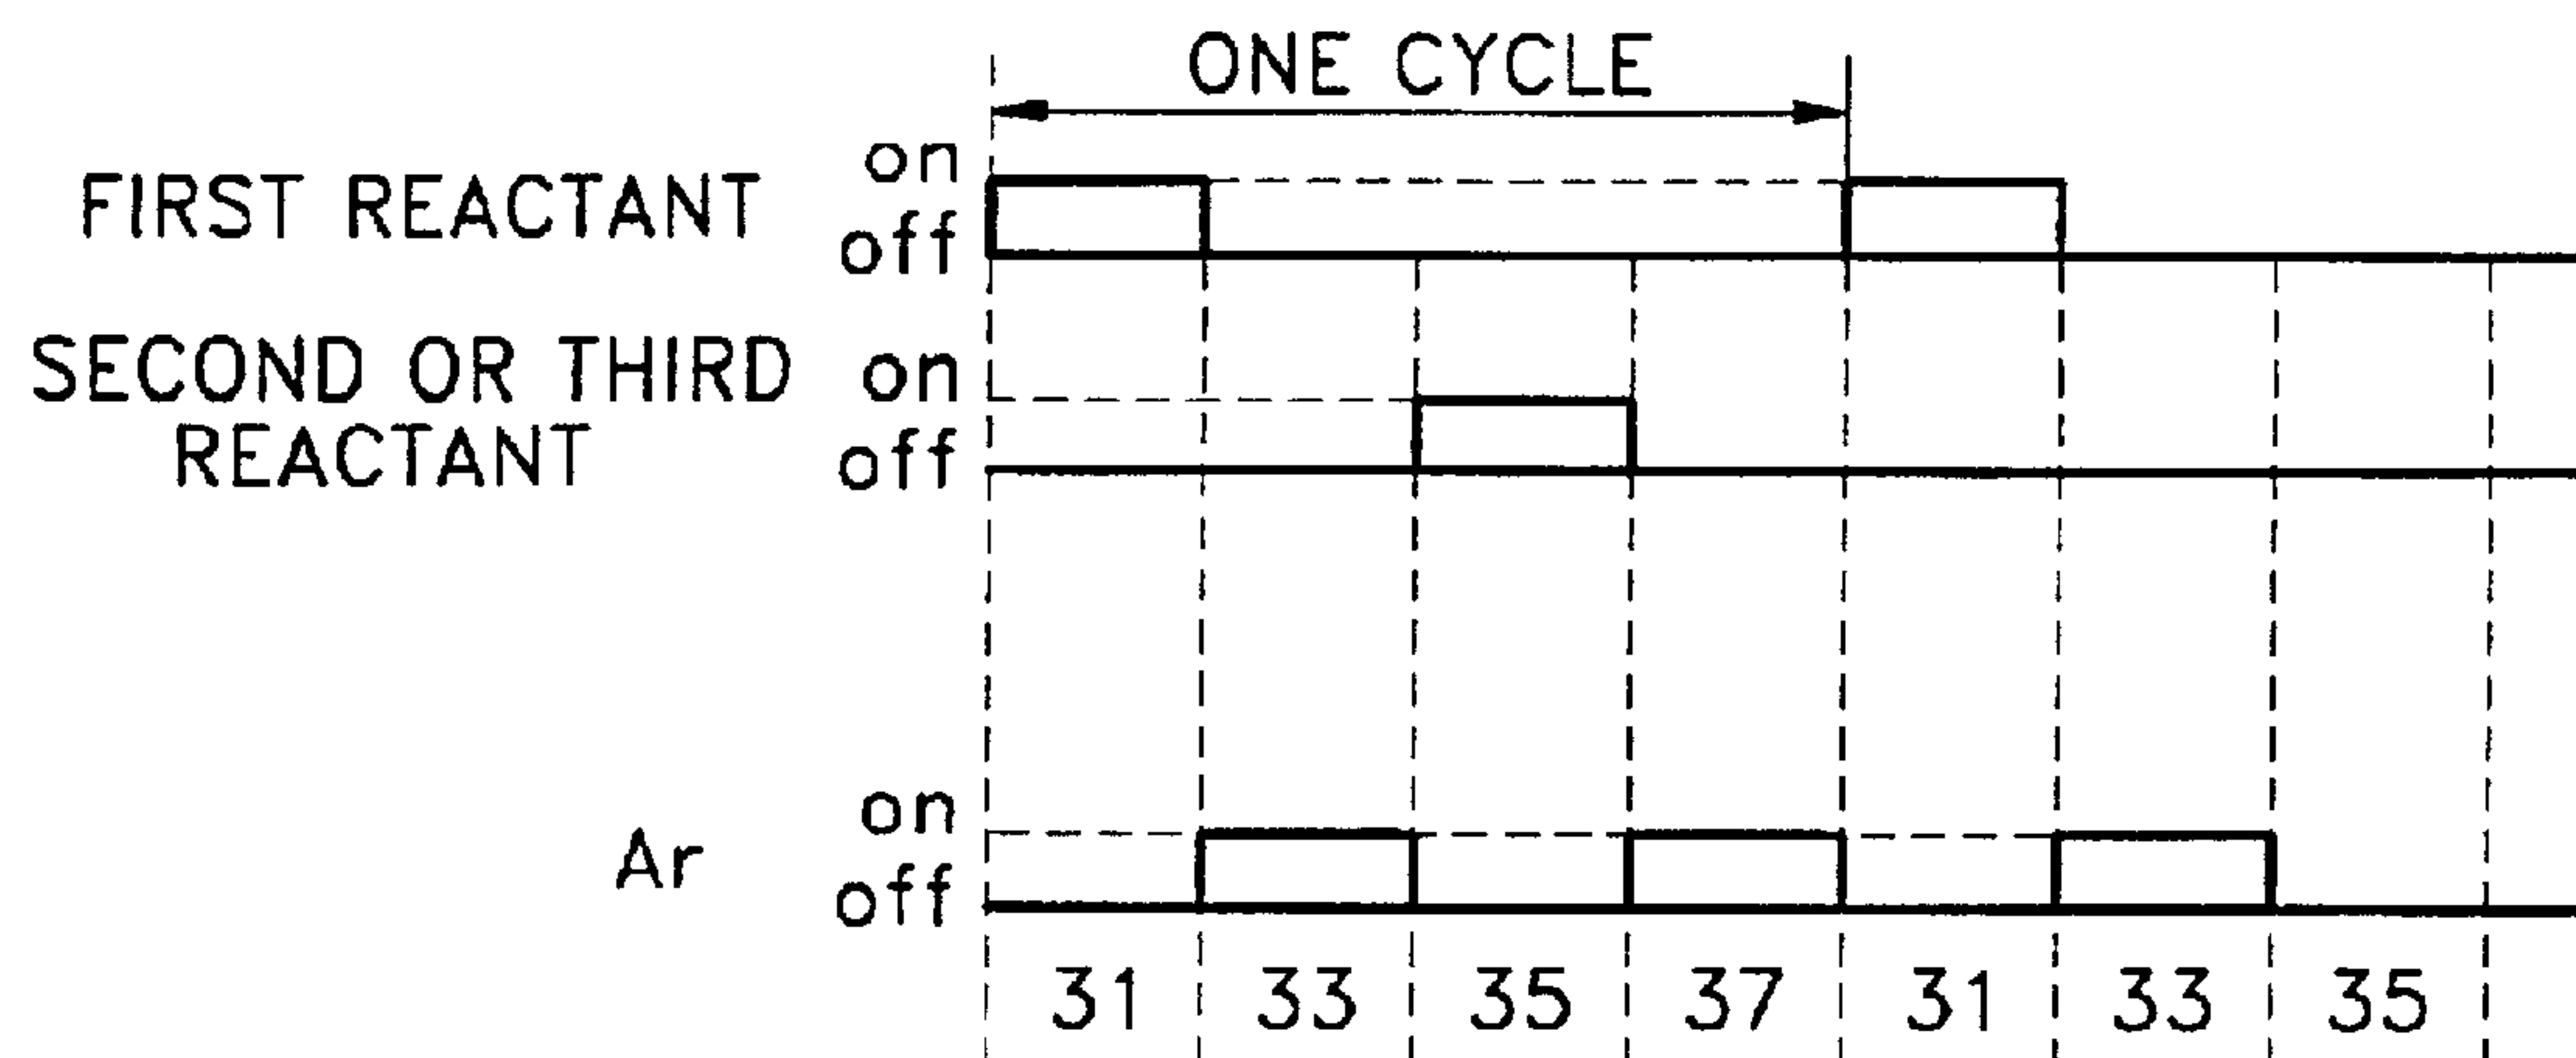 ONE CYCLE
on
FIRST REACTANT
off
SECOND OR THIRD on
REACTANT off
on
Ar
off
31 33 35 37 31 33 35